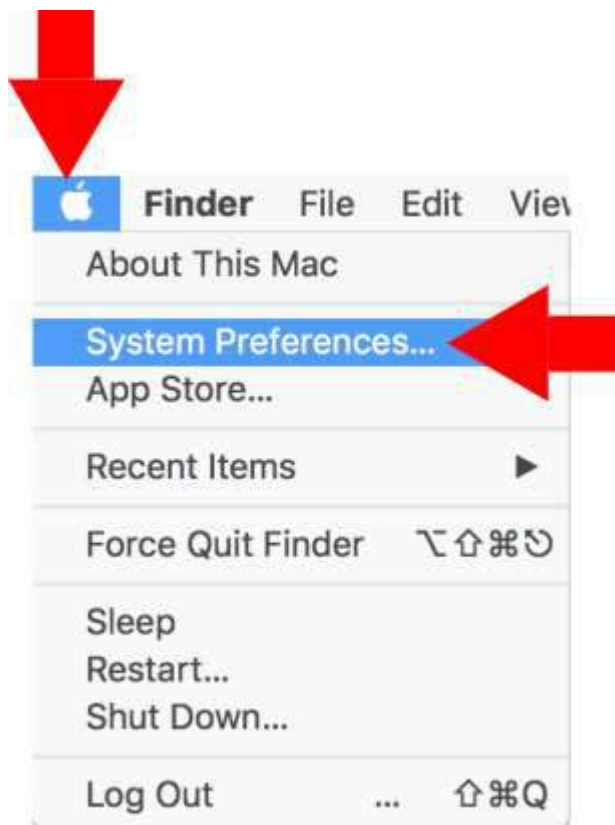 Finder File Edit
About This Mac
System Preferences...
App Store...
Recent Items ▶
Force Quit Finder ⌥⇧⌘⎋
Sleep
Restart...
Shut Down...
Log Out ... ⇧⌘Q